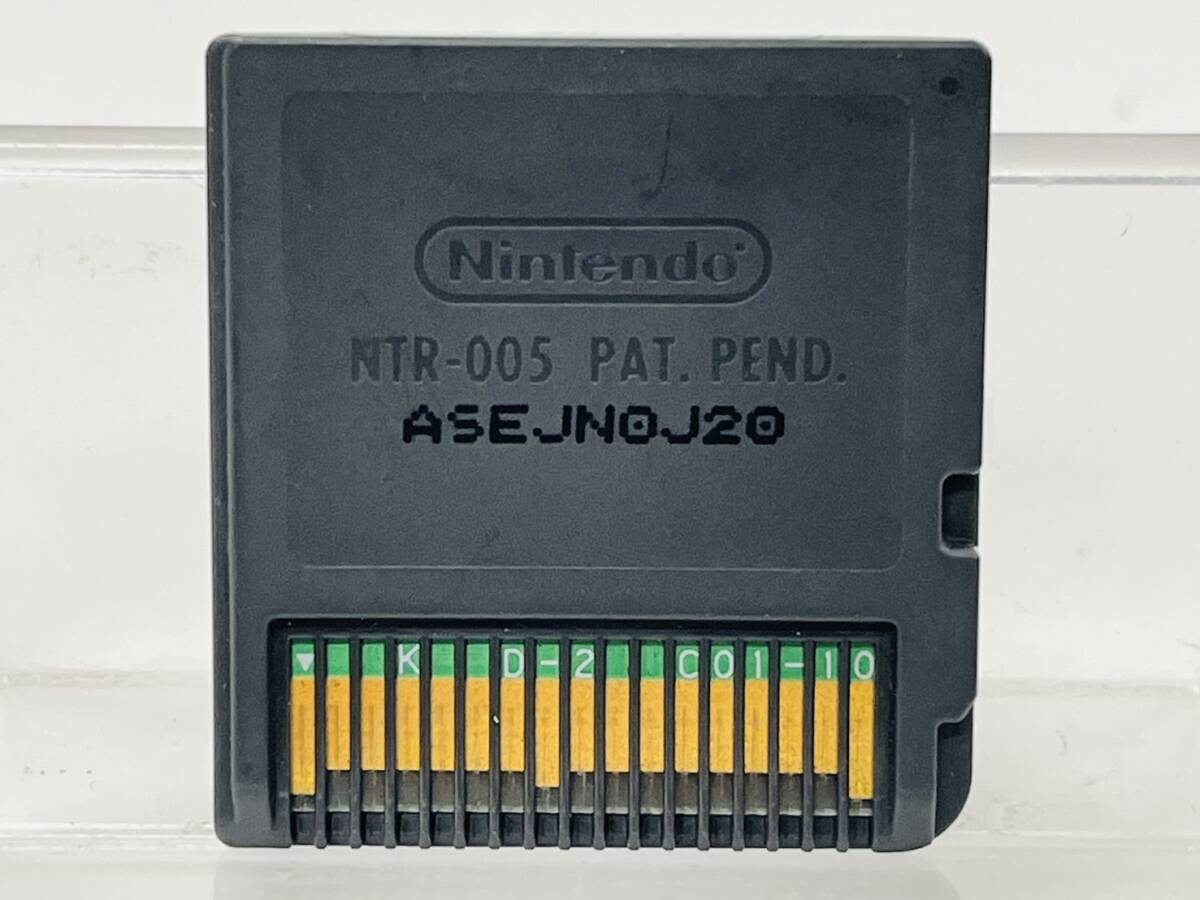 Nintendo
NTR-005 PAT. PEND.
ASEJN0J20
K D-2 C01-10